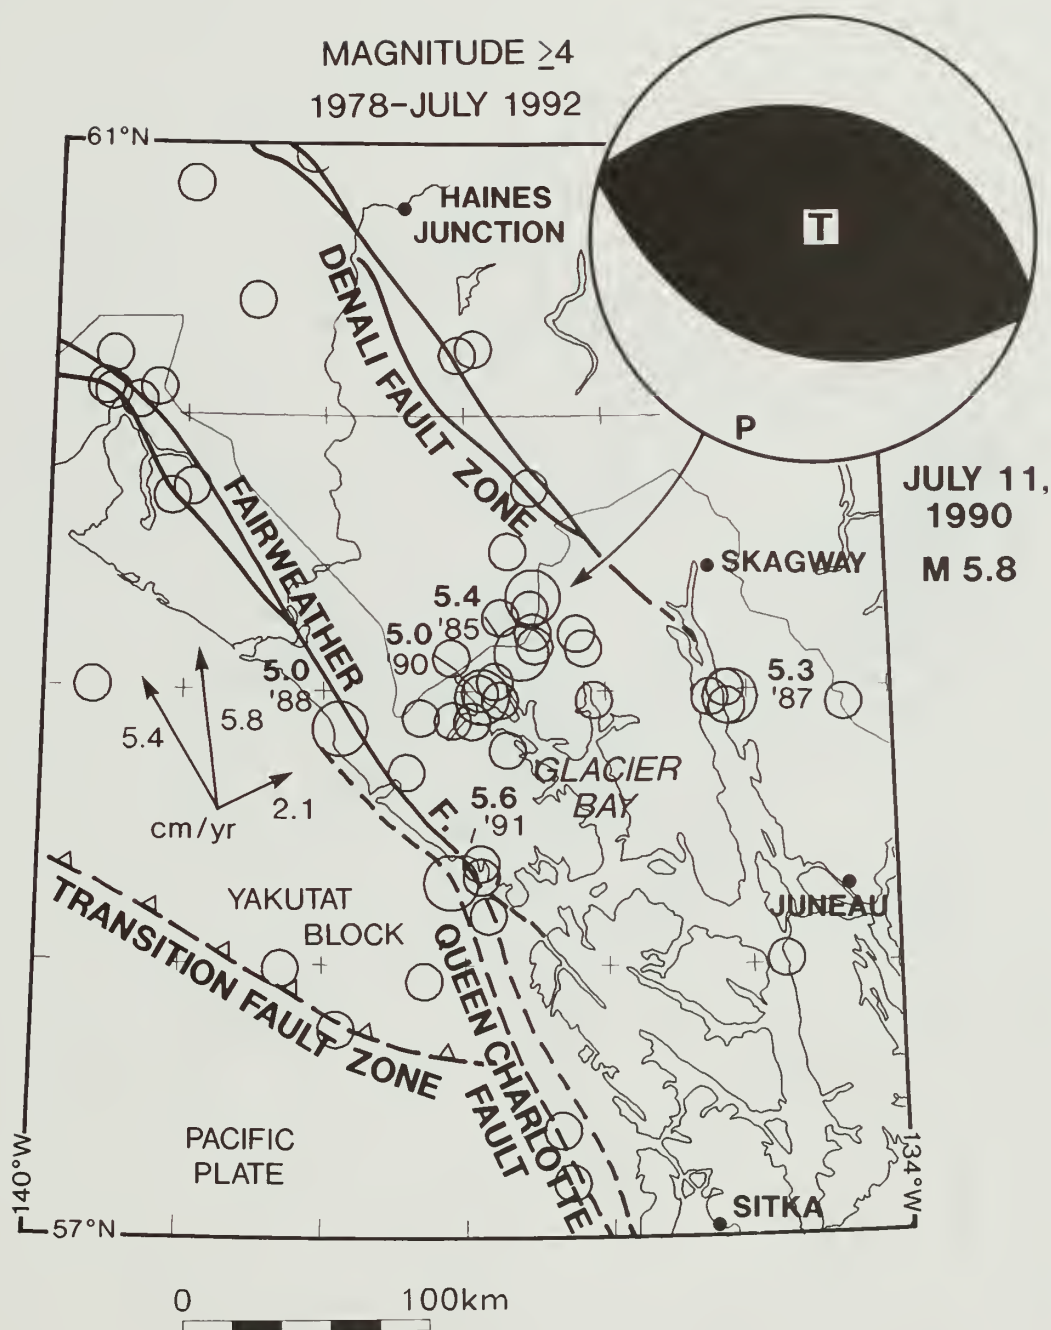 MAGNITUDE ≥4
1978-JULY 1992
61°N
HAINES
JUNCTION
T
P
JULY 11,
1990
M 5.8
DENALI FAULT ZONE
FAIRWEATHER
F.
SKAGWAY
5.4
'85
5.0
'90
5.0
'88
5.3
'87
5.4
5.8
2.1
cm/yr
GLACIER
BAY
5.6
'91
YAKUTAT
BLOCK
JUNEAU
TRANSITION FAULT ZONE
QUEEN CHARLOTTE
FAULT
PACIFIC
PLATE
140°W
134°W
SITKA
57°N
0
100km